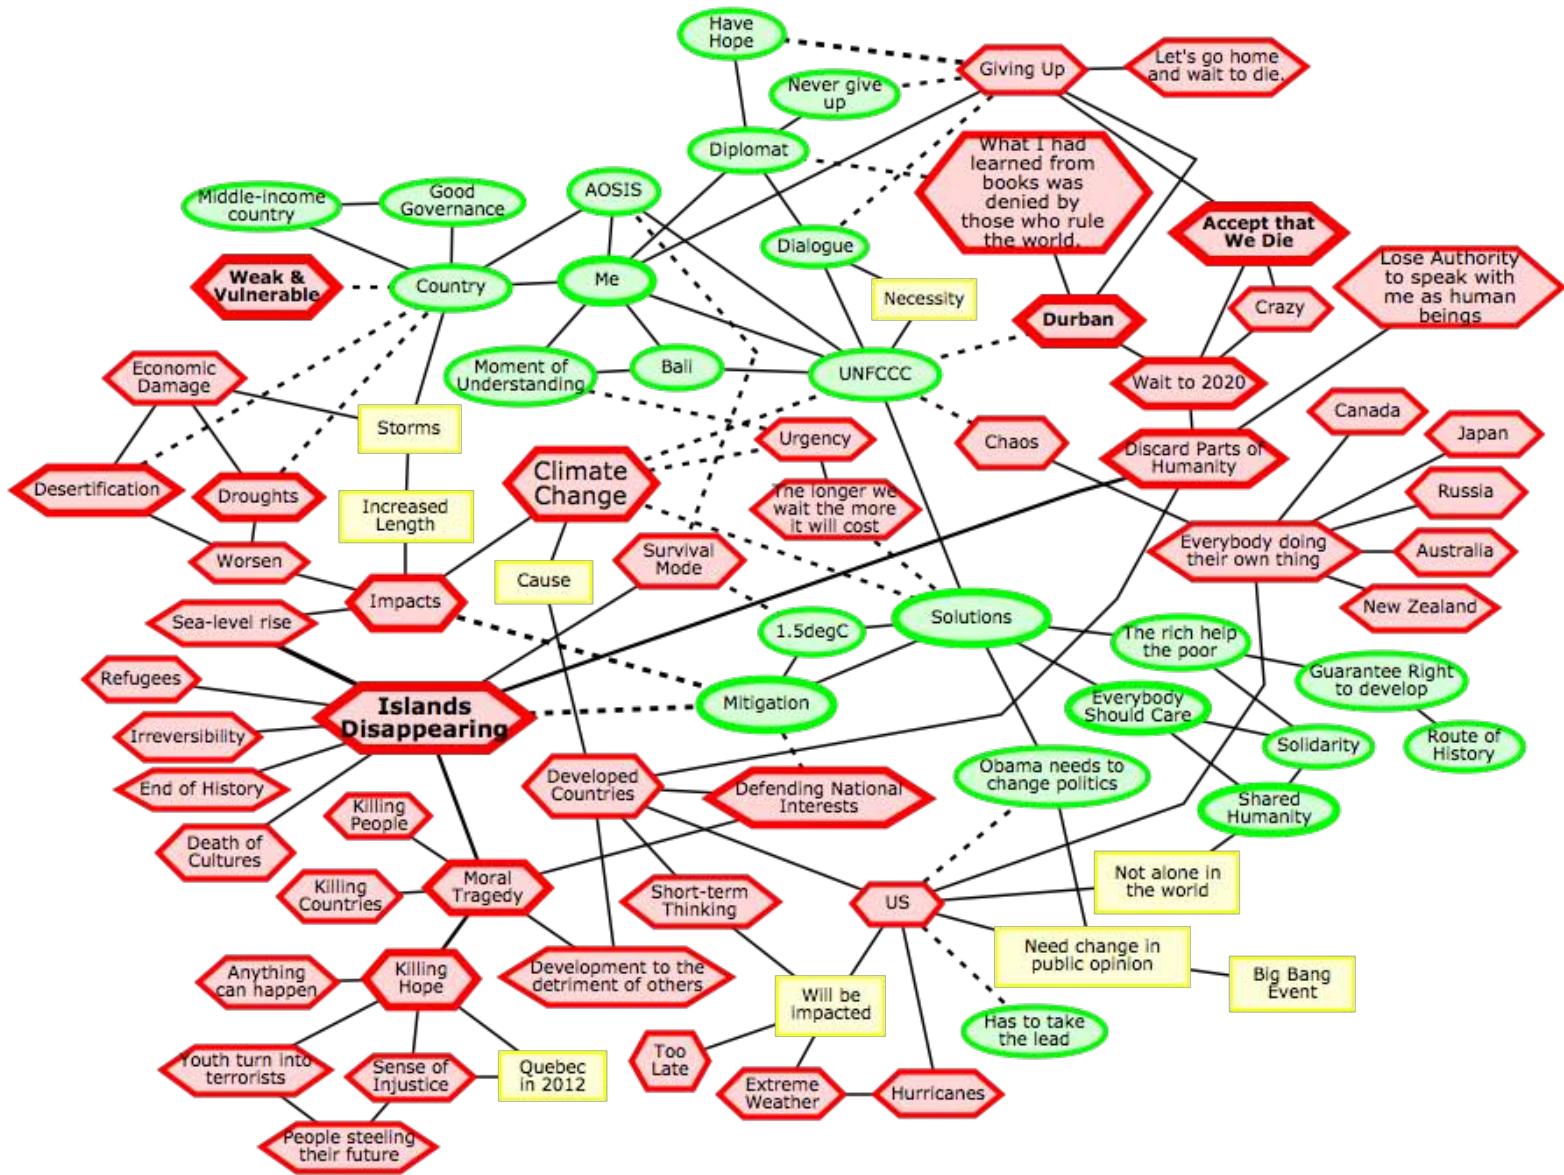 Have
Hope
Giving Up
Let's go home
and wait to die.
Never give
up
Diplomat
What I had
learned from
books was
denied by
those who rule
the world.
Middle-income
country
Good
Governance
AOSIS
Dialogue
Accept that
We Die
Weak &
Vulnerable
Country
Me
Necessity
Durban
Crazy
Lose Authority
to speak with
me as human
beings
Economic
Damage
Moment of
Understanding
Bali
UNFCCC
Wait to 2020
Storms
Urgency
Chaos
Discard Parts of
Humanity
Canada
Japan
Desertification
Droughts
Increased
Length
Climate
Change
The longer we
wait the more
it will cost
Russia
Worsen
Survival
Mode
Everybody doing
their own thing
Australia
Cause
Impacts
Sea-level rise
1.5degC
Solutions
New Zealand
The rich help
the poor
Refugees
Islands
Disappearing
Mitigation
Everybody
Should Care
Guarantee Right
to develop
Irreversibility
Solidarity
Route of
History
End of History
Developed
Countries
Defending National
Interests
Obama needs to
change politics
Shared
Humanity
Killing
People
Death of
Cultures
Killing
Countries
Moral
Tragedy
Short-term
Thinking
US
Not alone in
the world
Anything
can happen
Killing
Hope
Development to the
detriment of others
Need change in
public opinion
Big Bang
Event
Will be
impacted
Has to take
the lead
Youth turn into
terrorists
Sense of
Injustice
Quebec
in 2012
Too
Late
Extreme
Weather
Hurricanes
People steeling
their future